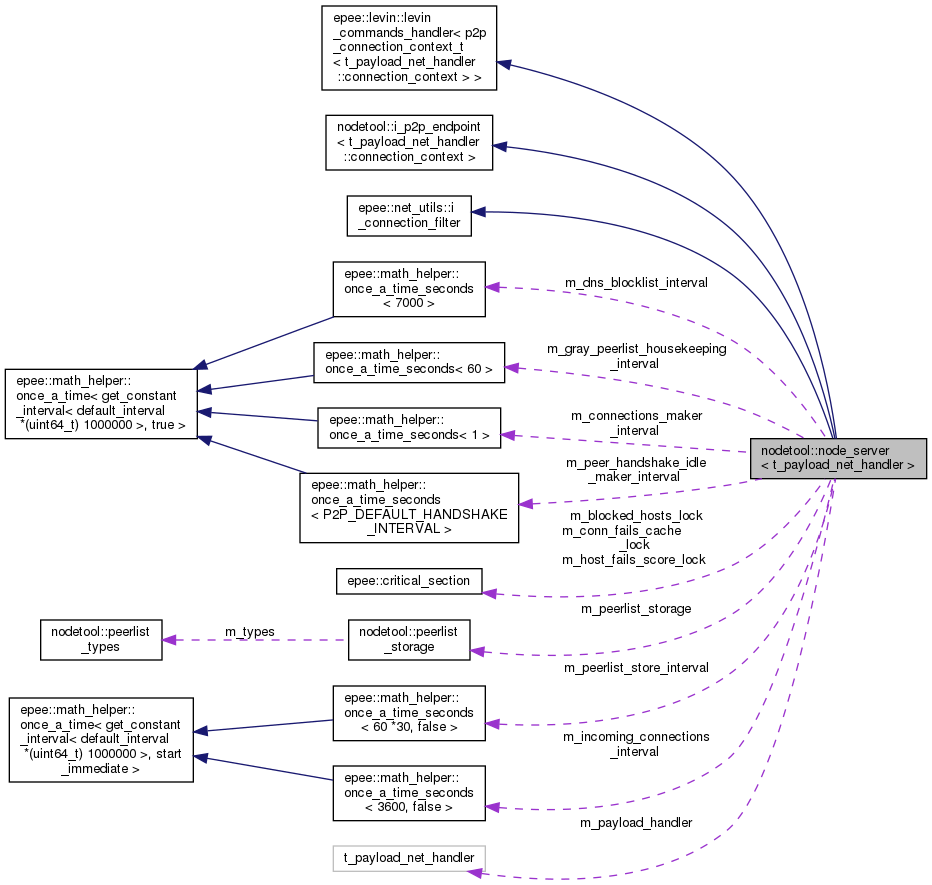 epee::levin::levin
_commands_handler< p2p
_connection_context_t
< t_payload_net_handler
::connection_context > >
nodetool::i_p2p_endpoint
< t_payload_net_handler
::connection_context >
epee::net_utils::i
_connection_filter
epee::math_helper::
once_a_time_seconds
< 7000 >
m_dns_blocklist_interval
epee::math_helper::
once_a_time_seconds< 60 >
m_gray_peerlist_housekeeping
_interval
epee::math_helper::
once_a_time< get_constant
_interval< default_interval
*(uint64_t) 1000000 >, true >
epee::math_helper::
once_a_time_seconds< 1 >
m_connections_maker
_interval
nodetool::node_server
< t_payload_net_handler >
epee::math_helper::
once_a_time_seconds
< P2P_DEFAULT_HANDSHAKE
_INTERVAL >
m_peer_handshake_idle
_maker_interval
m_blocked_hosts_lock
m_conn_fails_cache
_lock
m_host_fails_score_lock
epee::critical_section
m_peerlist_storage
nodetool::peerlist
_types
m_types
nodetool::peerlist
_storage
m_peerlist_store_interval
epee::math_helper::
once_a_time_seconds
< 60 *30, false >
epee::math_helper::
once_a_time< get_constant
_interval< default_interval
*(uint64_t) 1000000 >, start
_immediate >
m_incoming_connections
_interval
epee::math_helper::
once_a_time_seconds
< 3600, false >
m_payload_handler
t_payload_net_handler